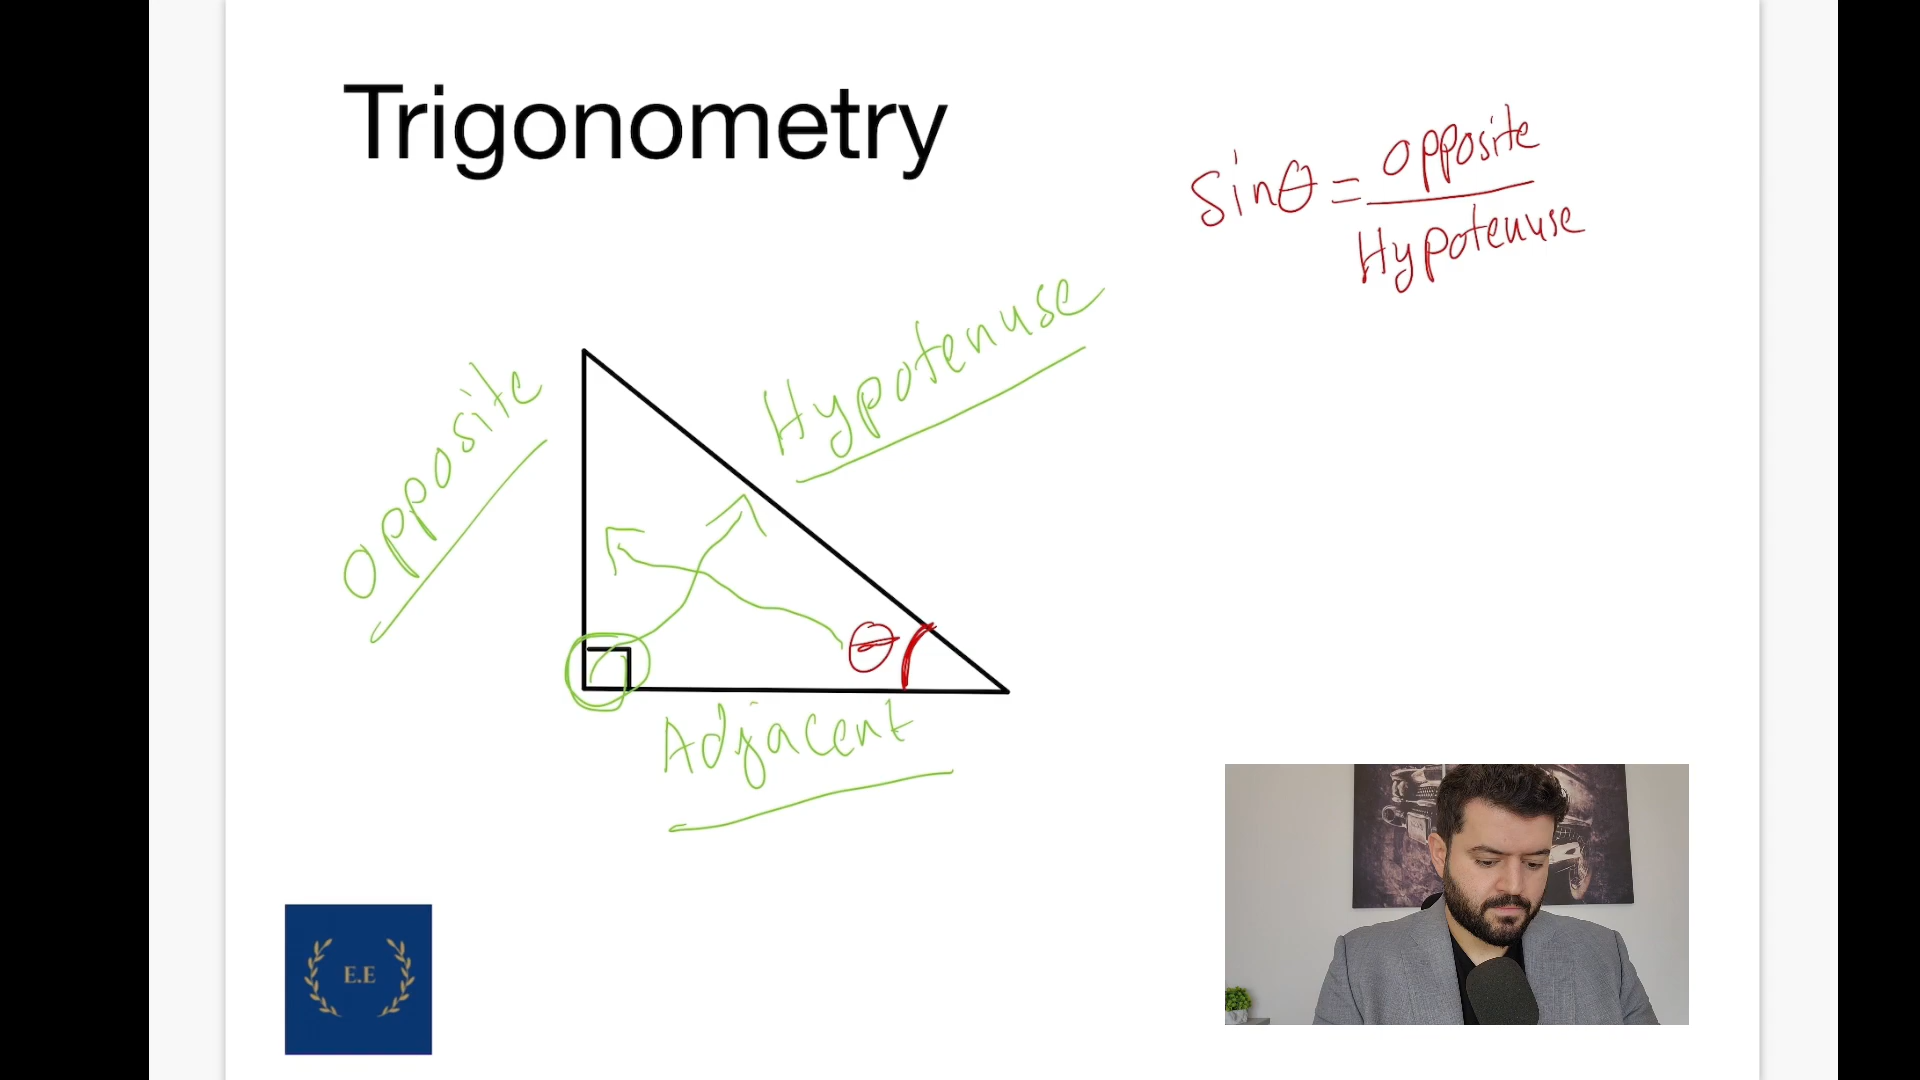 Trigonometry
Sinθ = opposite
Hypotenuse
Hypotenuse
opposite
θ
Adjacent
E.E